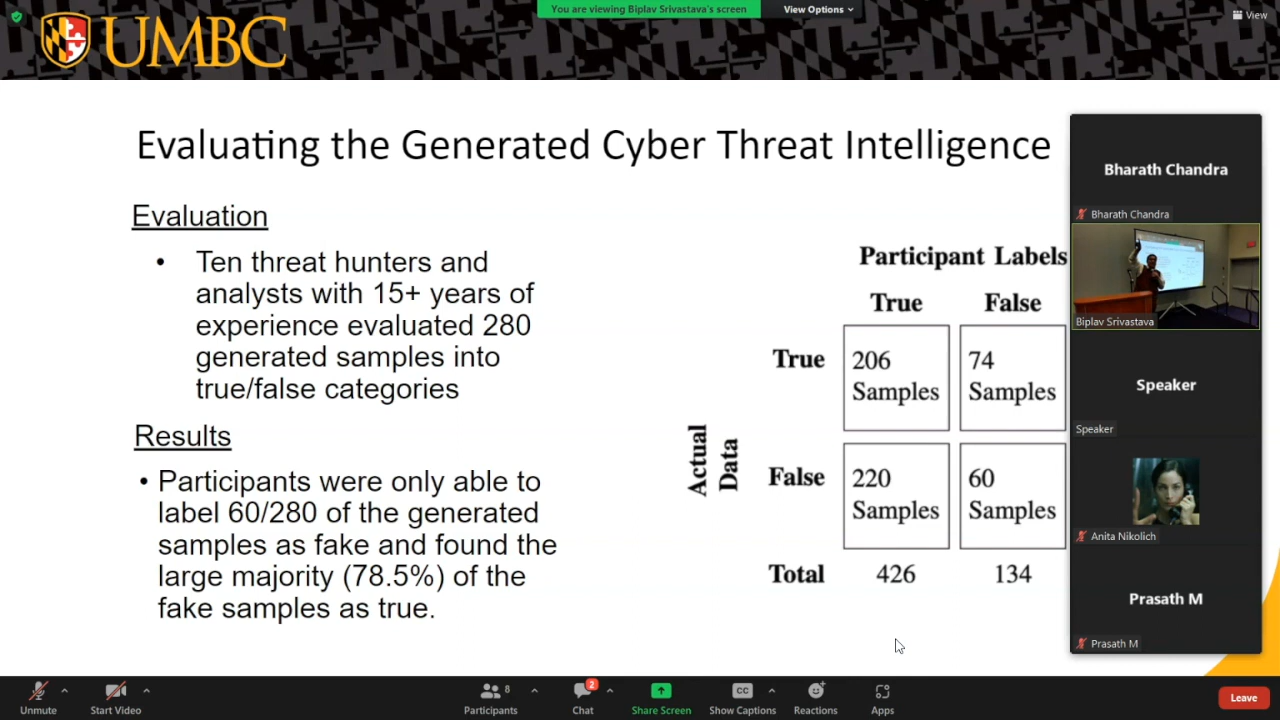 You are viewing Biplav Srivastava's screen
View Options
View
UMBC
Evaluating the Generated Cyber Threat Intelligence
Evaluation
• Ten threat hunters and
analysts with 15+ years of
experience evaluated 280
generated samples into
true/false categories
Results
• Participants were only able to
label 60/280 of the generated
samples as fake and found the
large majority (78.5%) of the
fake samples as true.
Participant Labels
True False
True
206
Samples
74
Samples
Actual
Data
False
220
Samples
60
Samples
Total 426 134
Bharath Chandra
Bharath Chandra
Biplav Srivastava
Speaker
Speaker
Anita Nikolich
Prasath M
Prasath M
Unmute
Start Video
Participants
8
Chat
2
Share Screen
CC
Show Captions
Reactions
Apps
Leave